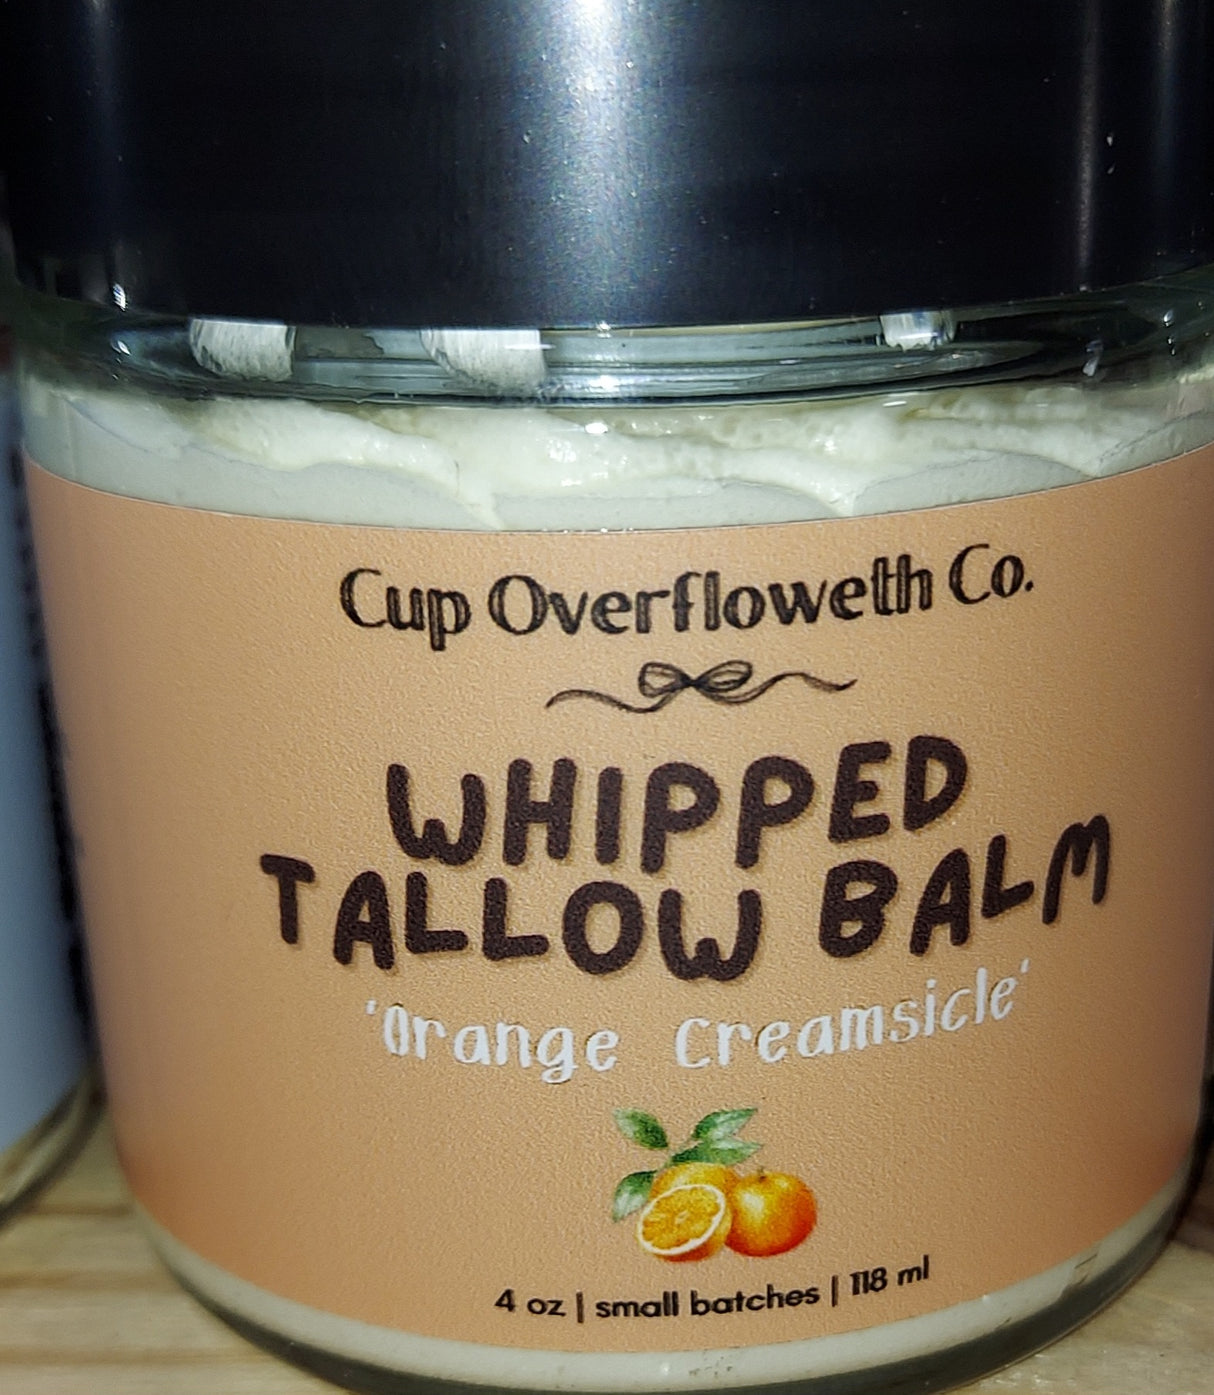 Cup Overfloweth Co.
WHIPPED
TALLOW BALM
'Orange Creamsicle'
4 oz | small batches | 118 ml